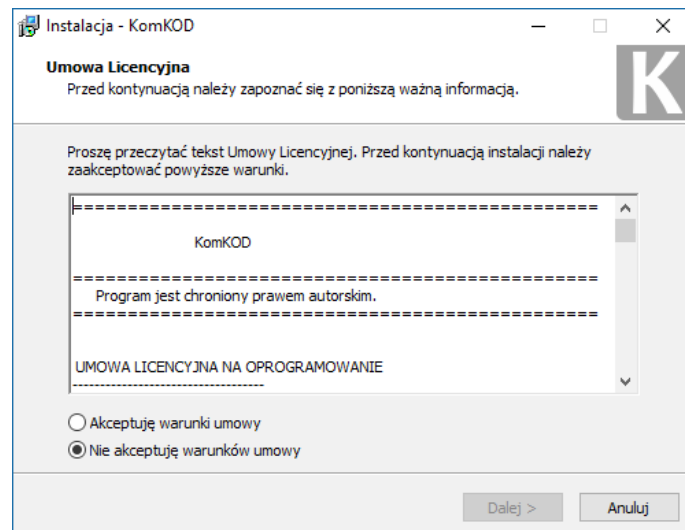 Instalacja - KomKOD
Umowa Licencyjna
Przed kontynuacją należy zapoznać się z poniższą ważną informacją.
K
Proszę przeczytać tekst Umowy Licencyjnej. Przed kontynuacją instalacji należy
zaakceptować powyższe warunki.
================================================
KomKOD
================================================
Program jest chroniony prawem autorskim.
================================================
UMOWA LICENCYJNA NA OPROGRAMOWANIE
-----------------------------------
Akceptuję warunki umowy
Nie akceptuję warunków umowy
Dalej >
Anuluj